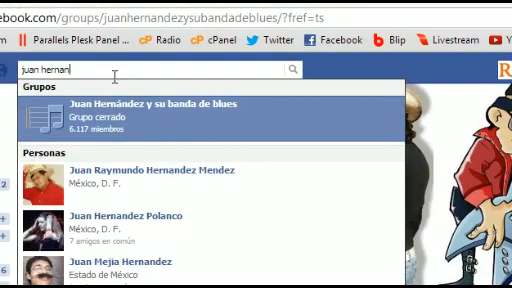 ebook.com/groups/juanhernandezysubandadeblues/?fref=ts
Parallels Plesk Panel ... cP Radio cP CPanel Twitter Facebook Blip Livestream Y
juan hernan R
Grupos
Juan Hernández y su banda de blues
Grupo cerrado
6.117 miembros
Personas
2 Juan Raymundo Hernandez Mendez
México, D. F.
+ Juan Hernandez Polanco
+ México, D. F.
7 amigos en común
6 Juan Mejia Hernandez
Estado de México